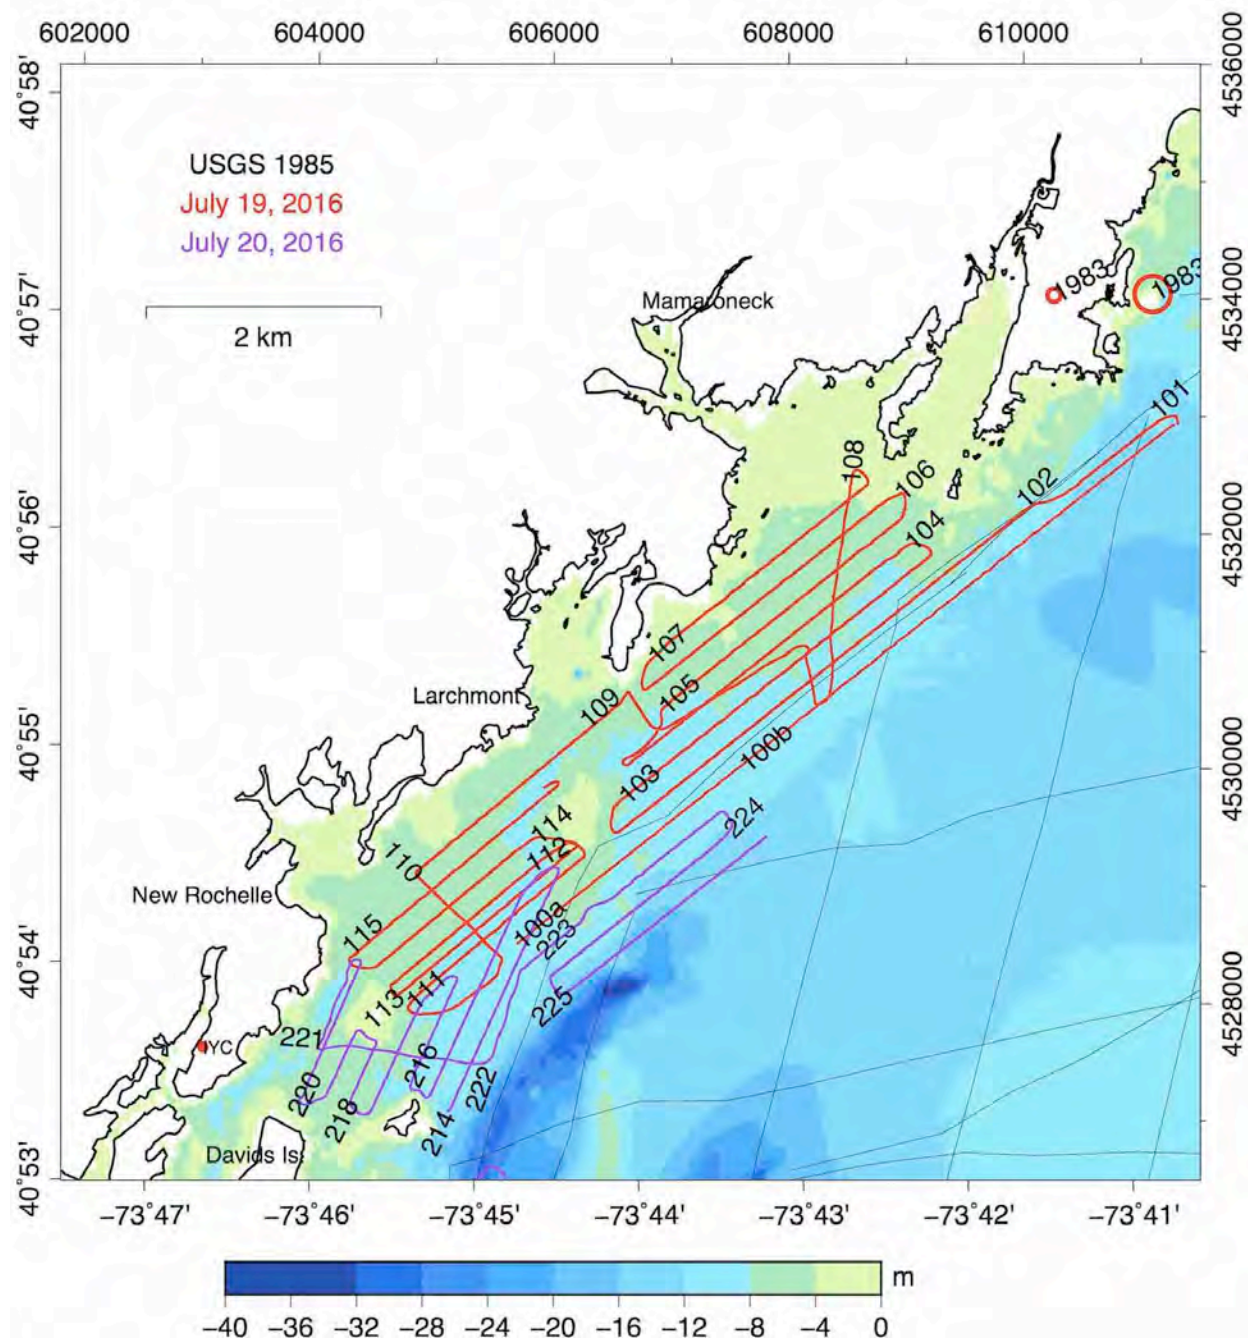 602000 604000 606000 608000 610000
4536000
40°58'
USGS 1985
July 19, 2016
July 20, 2016
2 km
40°57'
Mamaroneck
1983
1983
4534000
101
102
108
106
104
40°56'
4532000
107
105
109
Larchmont
103
100b
40°55'
4530000
224
114
112
110
New Rochelle
100a
223
115
40°54'
111
113
225
4528000
221
NYC
216
220
222
218
214
Davids Is.
40°53'
−73°47' −73°46' −73°45' −73°44' −73°43' −73°42' −73°41'
m
−40 −36 −32 −28 −24 −20 −16 −12 −8 −4 0